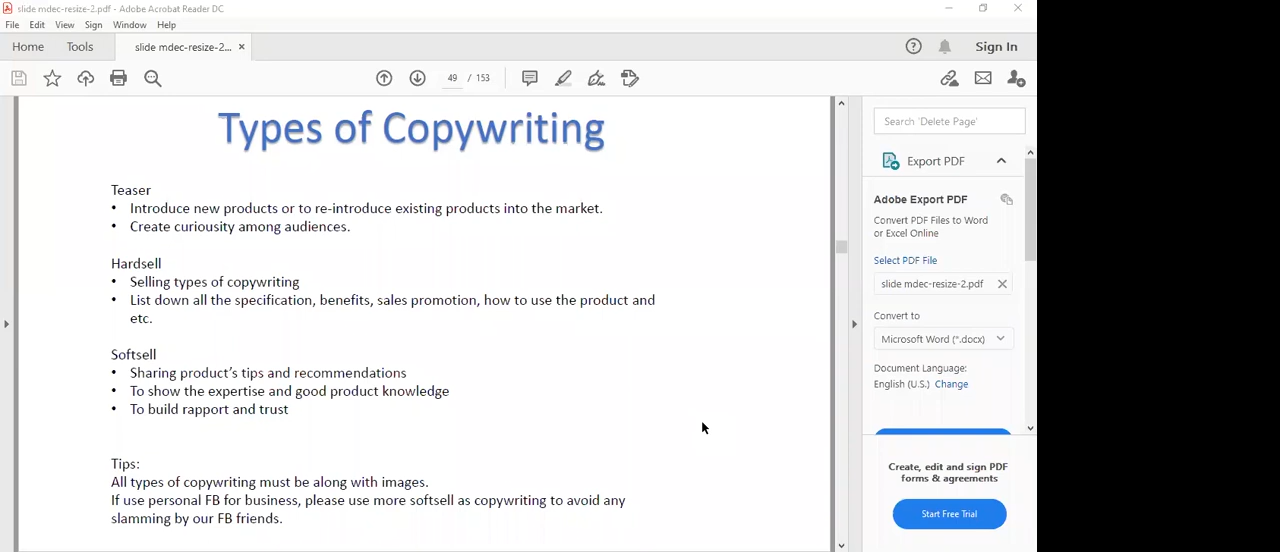 slide mdec-resize-2.pdf - Adobe Acrobat Reader DC
File Edit View Sign Window Help
Home Tools slide mdec-resize-2... ×
Sign In
49 / 153
Types of Copywriting
Teaser
• Introduce new products or to re-introduce existing products into the market.
• Create curiousity among audiences.
Hardsell
• Selling types of copywriting
• List down all the specification, benefits, sales promotion, how to use the product and
etc.
Softsell
• Sharing product's tips and recommendations
• To show the expertise and good product knowledge
• To build rapport and trust
Tips:
All types of copywriting must be along with images.
If use personal FB for business, please use more softsell as copywriting to avoid any
slamming by our FB friends.
Search 'Delete Page'
Export PDF
Adobe Export PDF
Convert PDF Files to Word
or Excel Online
Select PDF File
slide mdec-resize-2.pdf
Convert to
Microsoft Word (*.docx)
Document Language:
English (U.S.) Change
Create, edit and sign PDF
forms & agreements
Start Free Trial